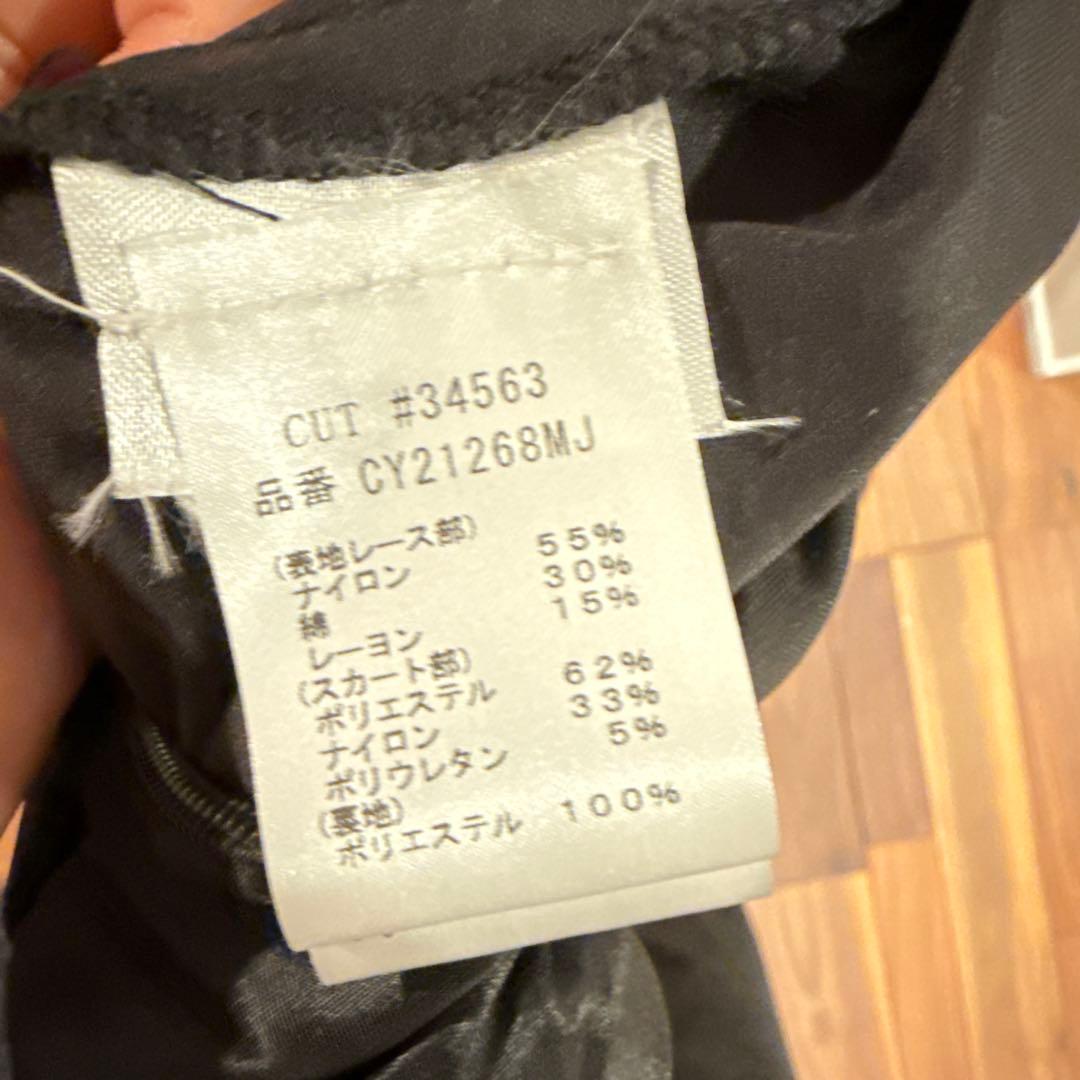 CUT #34563
品番 CY21268MJ
(表地レース部)
ナイロン 55%
綿 30%
レーヨン 15%
(スカート部)
ポリエステル 62%
ナイロン 33%
ポリウレタン 5%
(裏地)
ポリエステル 100%